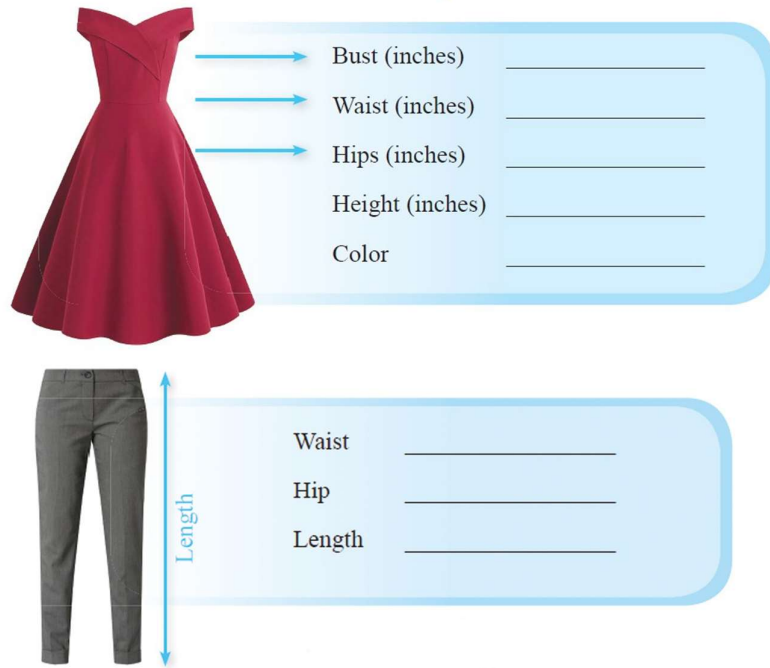 Bust (inches)
Waist (inches)
Hips (inches)
Height (inches)
Color
Length
Waist
Hip
Length